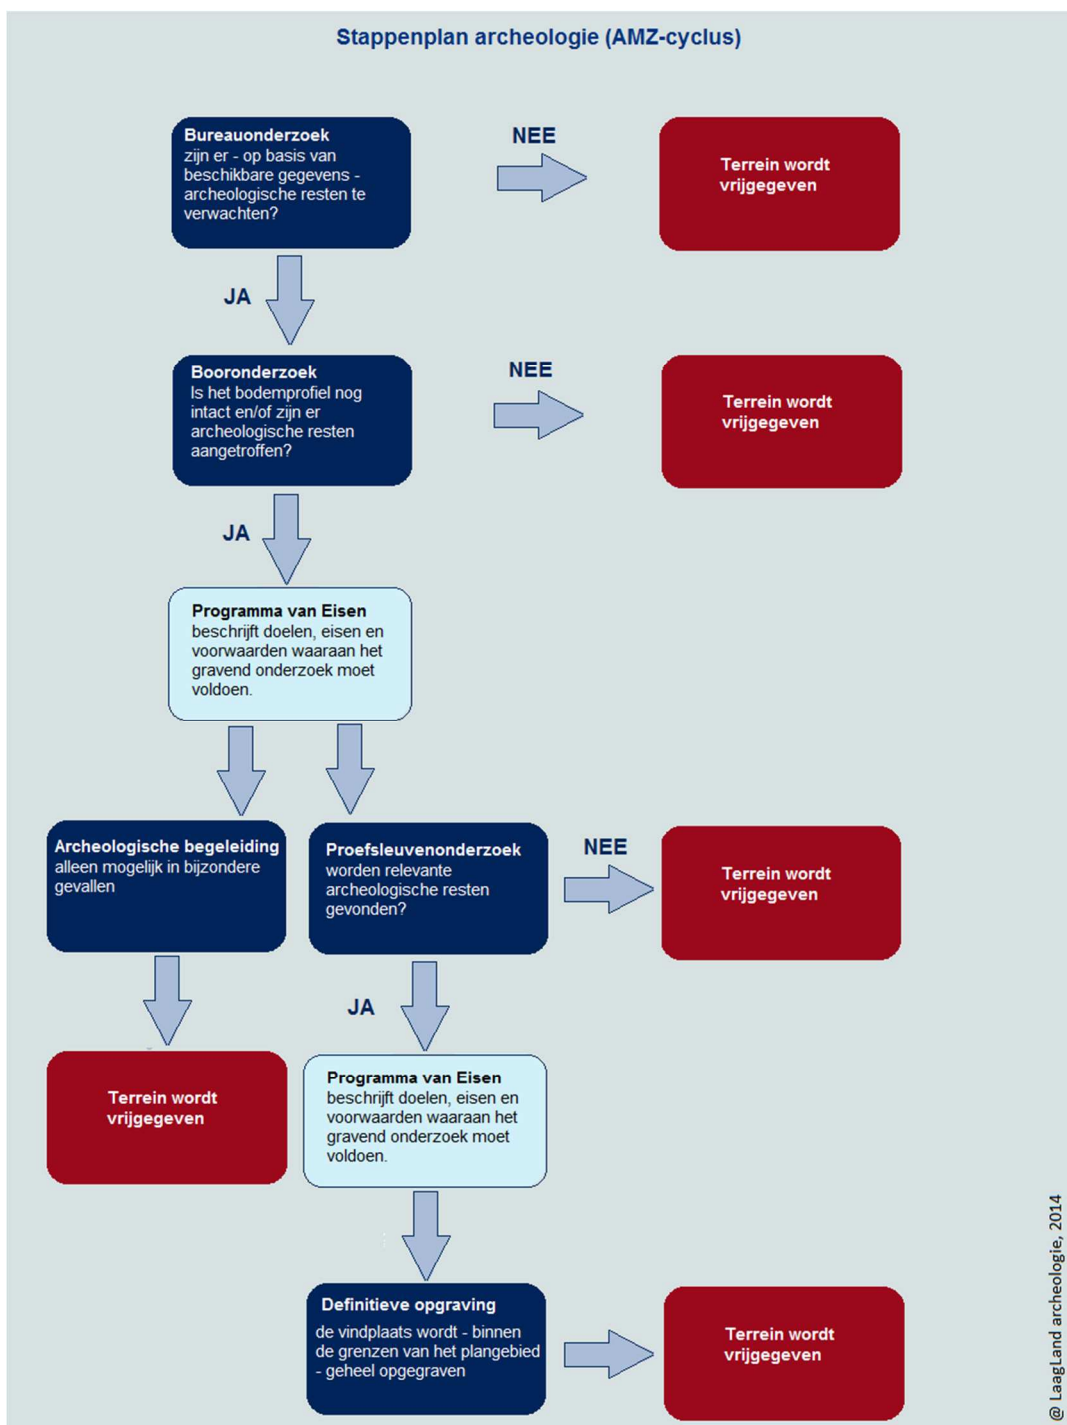 Stappenplan archeologie (AMZ-cyclus)
Bureauonderzoek
zijn er - op basis van
beschikbare gegevens -
archeologische resten te
verwachten?
NEE
Terrein wordt
vrijgegeven
JA
Booronderzoek
Is het bodemprofiel nog
intact en/of zijn er
archeologische resten
aangetroffen?
NEE
Terrein wordt
vrijgegeven
JA
Programma van Eisen
beschrijft doelen, eisen en
voorwaarden waaraan het
gravend onderzoek moet
voldoen.
Archeologische begeleiding
alleen mogelijk in bijzondere
gevallen
Proefsleuvenonderzoek
worden relevante
archeologische resten
gevonden?
NEE
Terrein wordt
vrijgegeven
JA
Terrein wordt
vrijgegeven
Programma van Eisen
beschrijft doelen, eisen en
voorwaarden waaraan het
gravend onderzoek moet
voldoen.
Definitieve opgraving
de vindplaats wordt - binnen
de grenzen van het plangebied
- geheel opgegraven
Terrein wordt
vrijgegeven
@ LaagLand archeologie, 2014